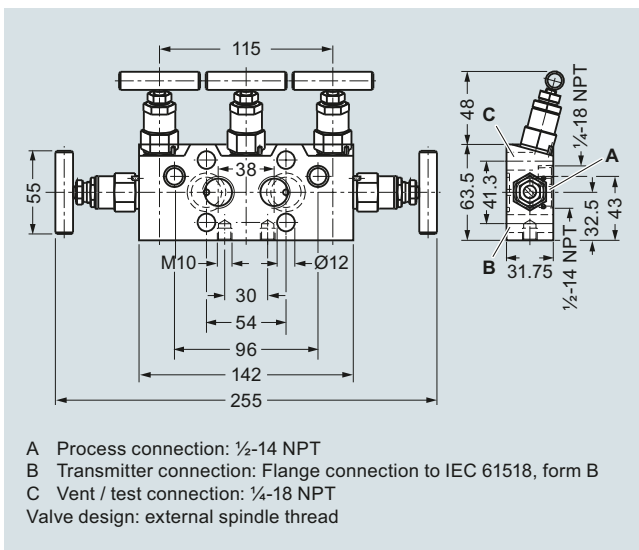 115
55
38
M10
Ø12
30
54
96
142
255
48
C
¼-18 NPT
A
63.5
41.3
32.5
43
B
31.75
½-14 NPT
A Process connection: ½-14 NPT
B Transmitter connection: Flange connection to IEC 61518, form B
C Vent / test connection: ¼-18 NPT
Valve design: external spindle thread